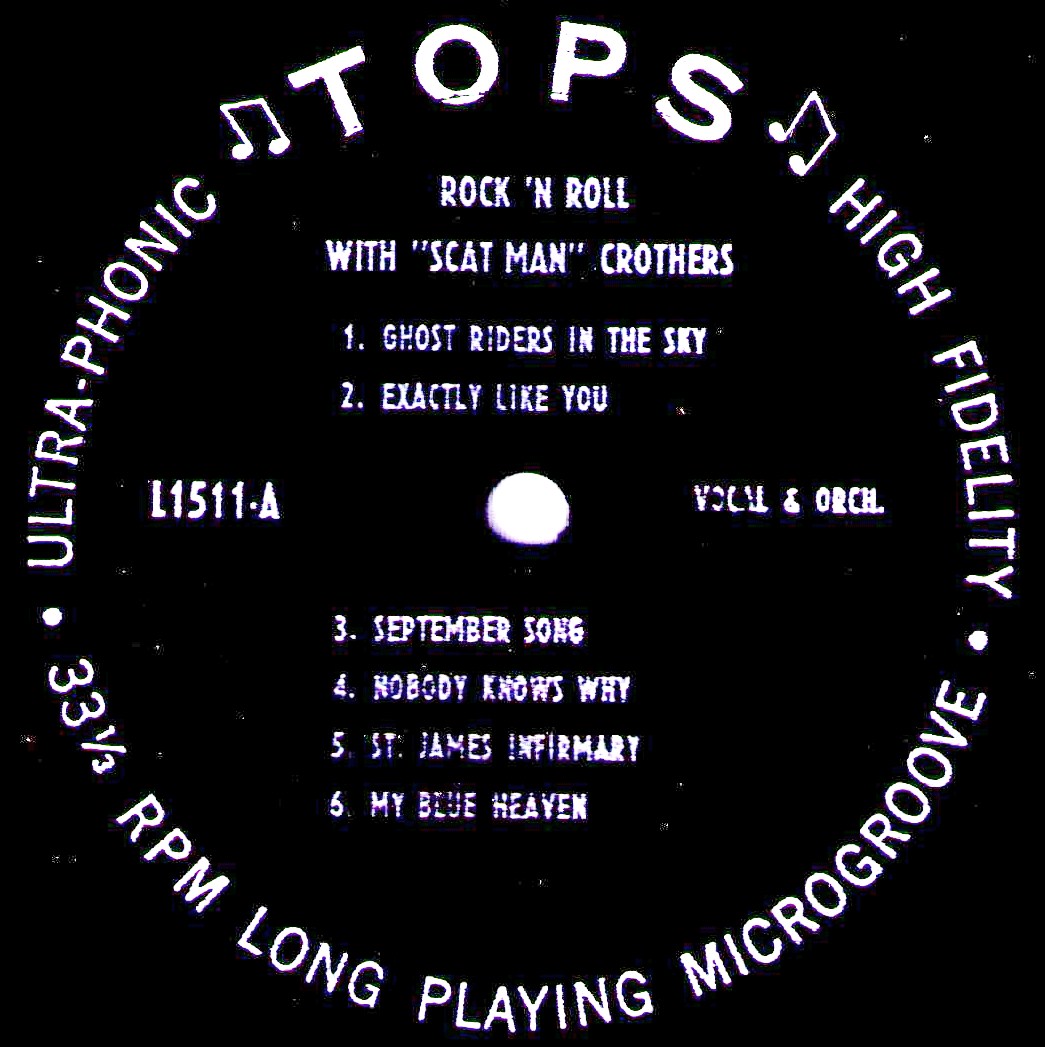 TOPS
ULTRA-PHONIC
HIGH FIDELITY
ROCK 'N ROLL
WITH "SCAT MAN" CROTHERS
1. GHOST RIDERS IN THE SKY
2. EXACTLY LIKE YOU
L1511-A
VOCAL & ORCH.
3. SEPTEMBER SONG
4. NOBODY KNOWS WHY
5. ST. JAMES INFIRMARY
6. MY BLUE HEAVEN
• 33⅓ RPM LONG PLAYING MICROGROOVE •